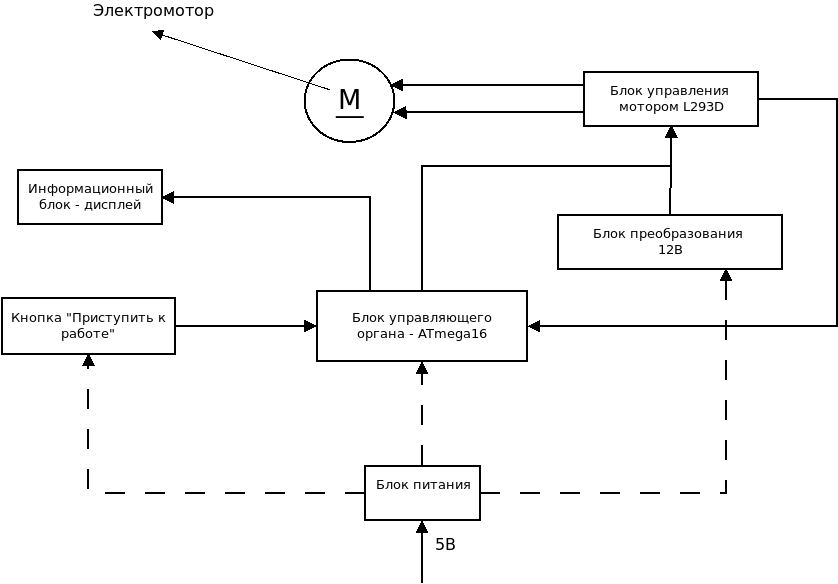 Электромотор
М
Блок управления
мотором L293D
Информационный
блок - дисплей
Блок преобразования
12В
Кнопка "Приступить к
работе"
Блок управляющего
органа - ATmega16
Блок питания
5В